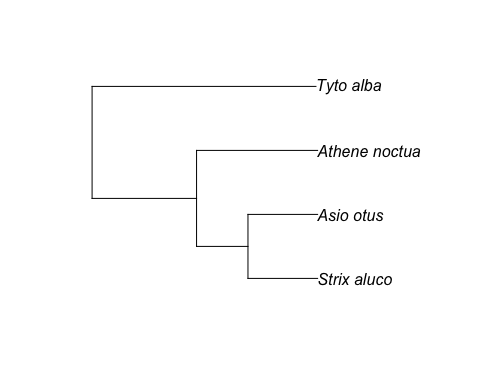 Tyto alba
Athene noctua
Asio otus
Strix aluco